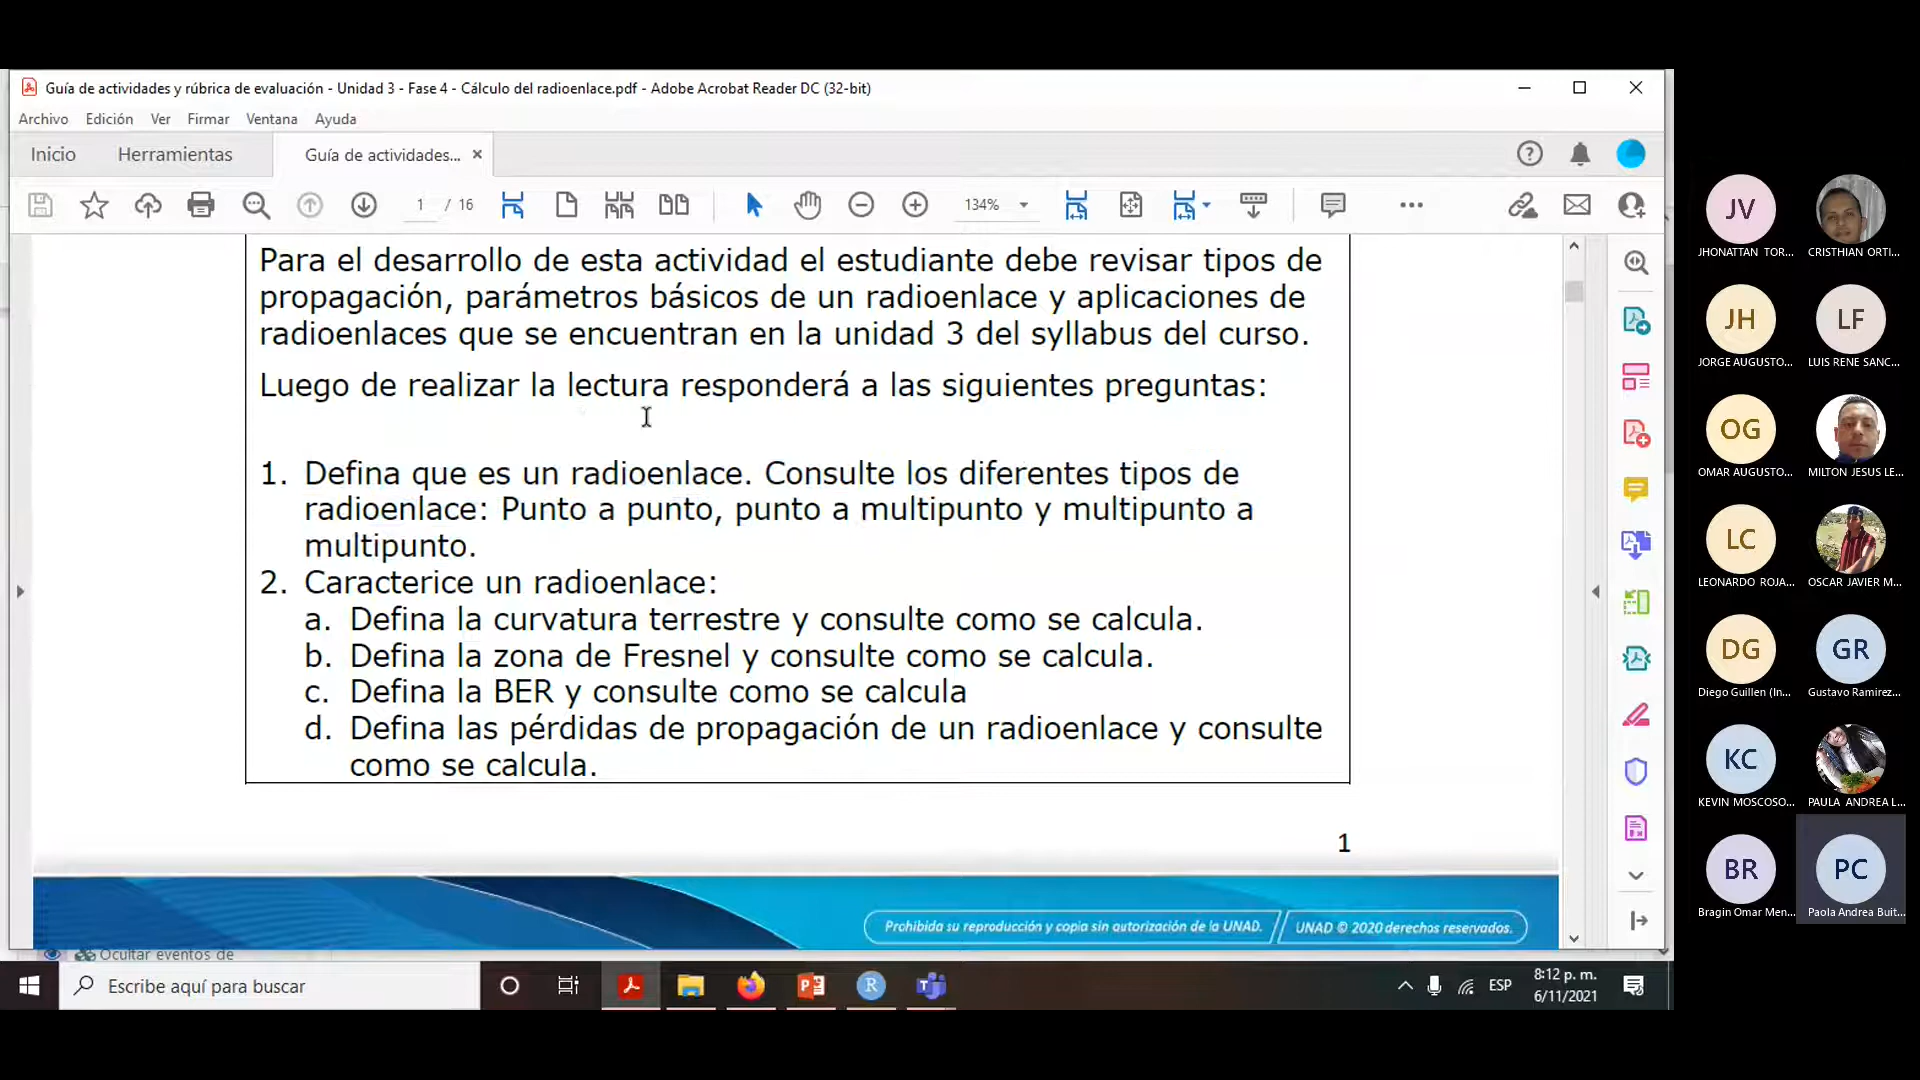 Guía de actividades y rúbrica de evaluación - Unidad 3 - Fase 4 - Cálculo del radioenlace.pdf - Adobe Acrobat Reader DC (32-bit)
Archivo Edición Ver Firmar Ventana Ayuda
Inicio Herramientas Guía de actividades... ×
1 / 16 134%
Para el desarrollo de esta actividad el estudiante debe revisar tipos de
propagación, parámetros básicos de un radioenlace y aplicaciones de
radioenlaces que se encuentran en la unidad 3 del syllabus del curso.
Luego de realizar la lectura responderá a las siguientes preguntas:
1. Defina que es un radioenlace. Consulte los diferentes tipos de
radioenlace: Punto a punto, punto a multipunto y multipunto a
multipunto.
2. Caracterice un radioenlace:
a. Defina la curvatura terrestre y consulte como se calcula.
b. Defina la zona de Fresnel y consulte como se calcula.
c. Defina la BER y consulte como se calcula
d. Defina las pérdidas de propagación de un radioenlace y consulte
como se calcula.
1
Prohibida su reproducción y copia sin autorización de la UNAD. UNAD © 2020 derechos reservados.
Ocultar eventos de
Escribe aquí para buscar
ESP
8:12 p. m.
6/11/2021
JV
JHONATTAN TOR... CRISTHIAN ORTI...
JH LF
JORGE AUGUSTO... LUIS RENE SANC...
OG
OMAR AUGUSTO... MILTON JESUS LE...
LC
LEONARDO ROJA... OSCAR JAVIER M...
DG GR
Diego Guillen (In... Gustavo Ramirez...
KC
KEVIN MOSCOSO... PAULA ANDREA L...
BR PC
Bragin Omar Men... Paola Andrea Buit...